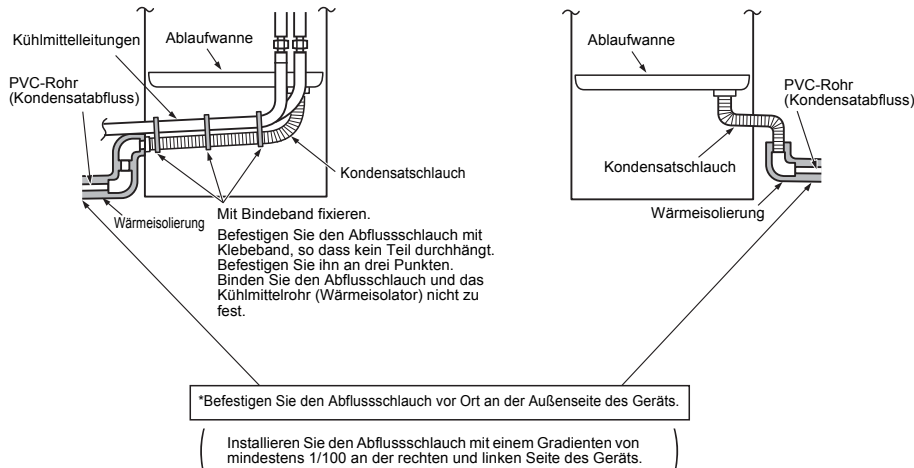 Kühlmittelleitungen
Ablaufwanne
PVC-Rohr
(Kondensatabfluss)
Kondensatschlauch
Wärmeisolierung
Mit Bindeband fixieren.
Befestigen Sie den Abflussschlauch mit
Klebeband, so dass kein Teil durchhängt.
Befestigen Sie ihn an drei Punkten.
Binden Sie den Abflusschlauch und das
Kühlmittelrohr (Wärmeisolator) nicht zu
fest.
Ablaufwanne
PVC-Rohr
(Kondensatabfluss)
Kondensatschlauch
Wärmeisolierung
*Befestigen Sie den Abflussschlauch vor Ort an der Außenseite des Geräts.
Installieren Sie den Abflussschlauch mit einem Gradienten von
mindestens 1/100 an der rechten und linken Seite des Geräts.